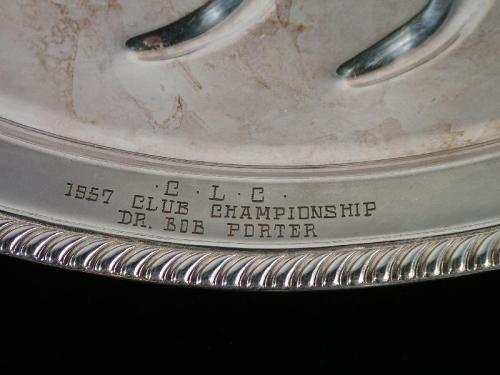 · C · L · C ·
1957 CLUB CHAMPIONSHIP
DR. BOB PORTER